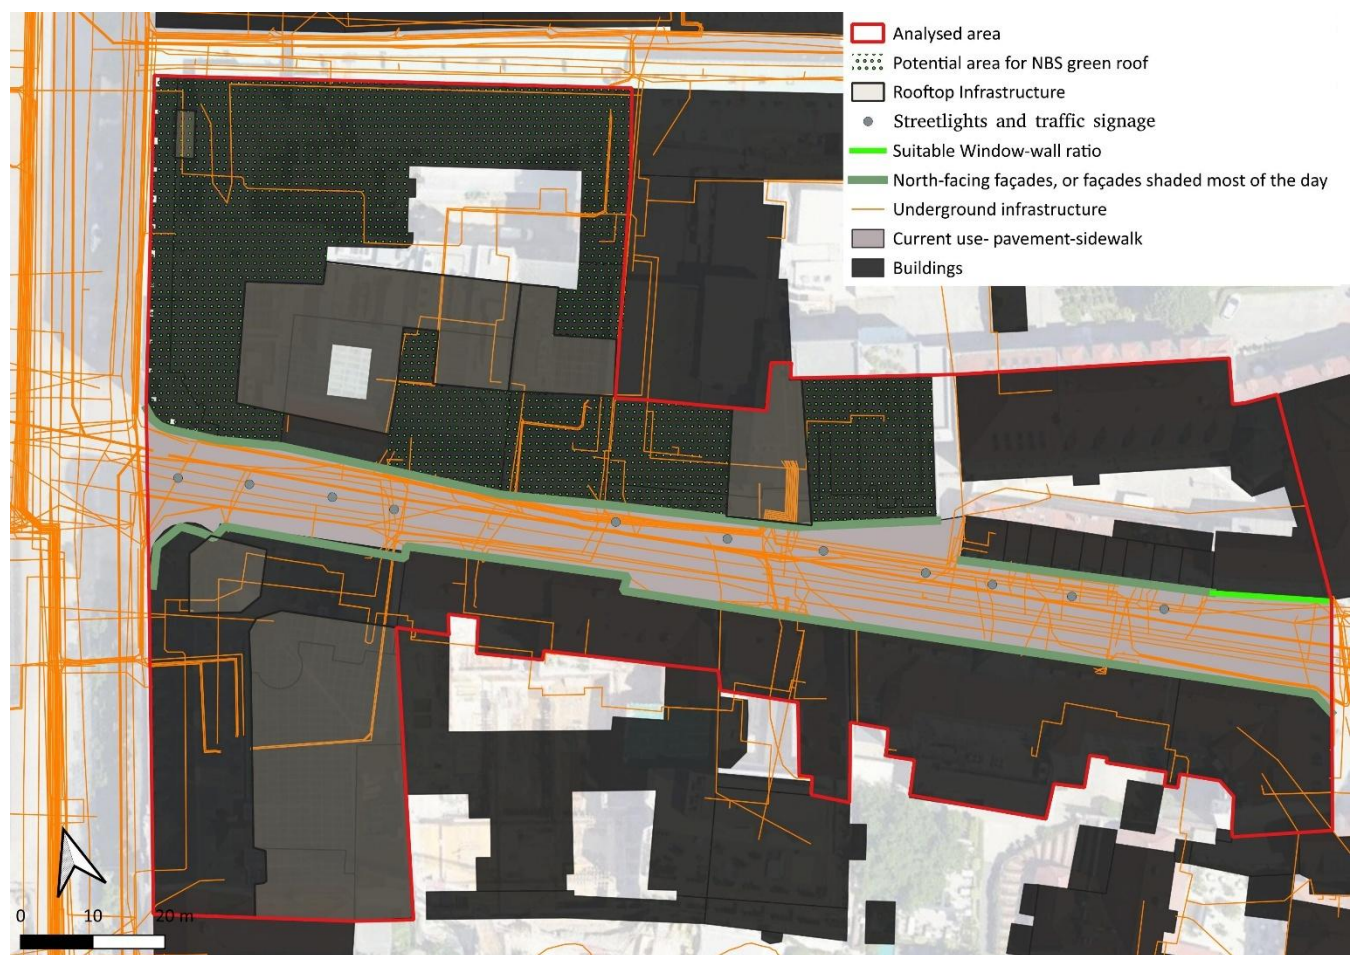 Analysed area
Potential area for NBS green roof
Rooftop Infrastructure
Streetlights and traffic signage
Suitable Window-wall ratio
North-facing façades, or façades shaded most of the day
Underground infrastructure
Current use- pavement-sidewalk
Buildings
0 10 20 m